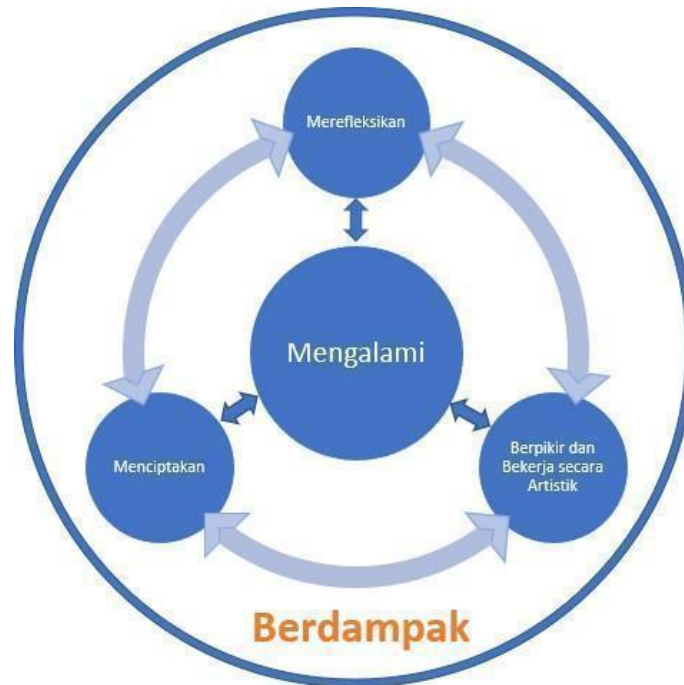 Merefleksikan
Mengalami
Menciptakan
Berpikir dan
Bekerja secara
Artistik
Berdampak